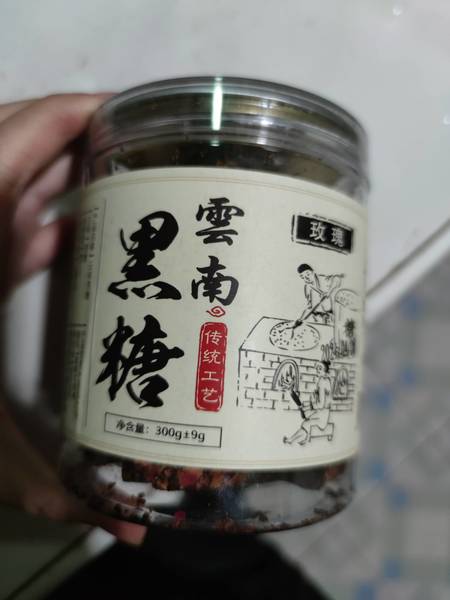 雲南
黑糖
传统工艺
玫瑰
净含量：300g±9g